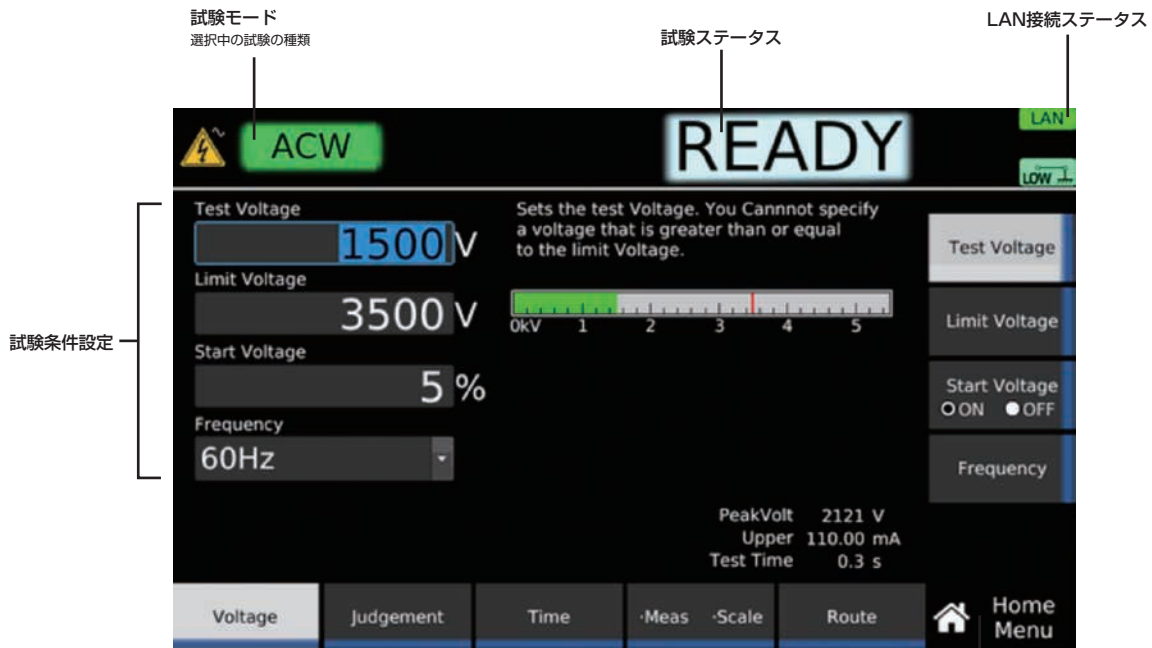 試験モード
選択中の試験の種類
試験ステータス
LAN接続ステータス
ACW
READY
LAN
LOW
試験条件設定
Test Voltage
1500 V
Limit Voltage
3500 V
Start Voltage
5 %
Frequency
60Hz
Sets the test Voltage. You Cannnot specify
a voltage that is greater than or equal
to the limit Voltage.
0kV 1 2 3 4 5
PeakVolt 2121 V
Upper 110.00 mA
Test Time 0.3 s
Test Voltage
Limit Voltage
Start Voltage
ON OFF
Frequency
Voltage
Judgement
Time
·Meas ·Scale
Route
Home
Menu